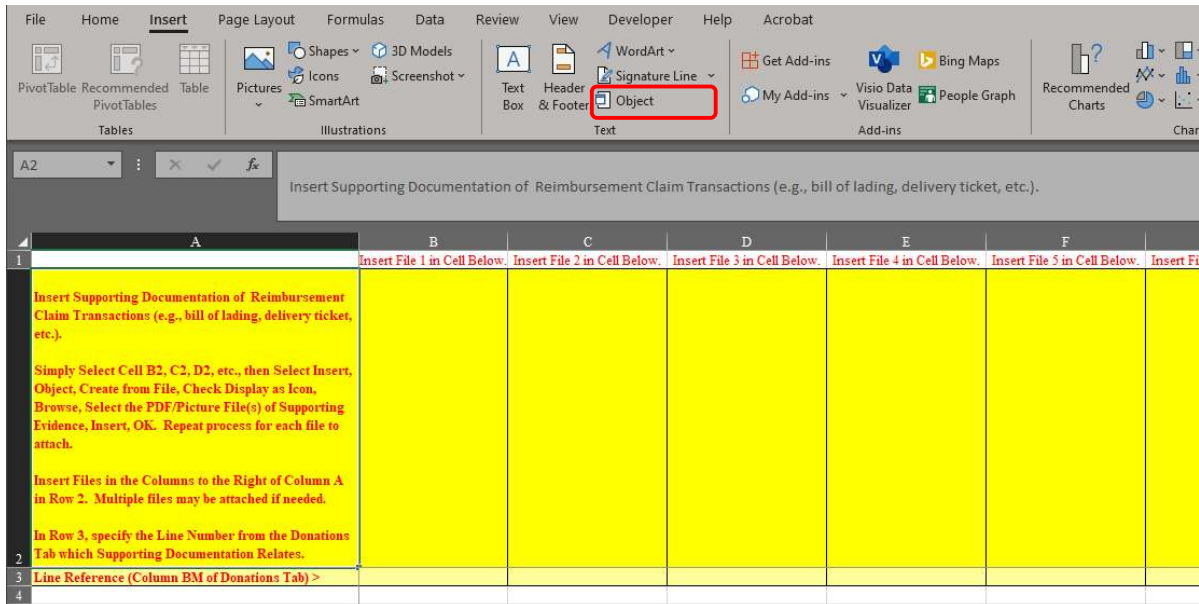 File Home Insert Page Layout Formulas Data Review View Developer Help Acrobat
PivotTable Recommended PivotTables Table
Tables
Pictures Shapes Icons SmartArt 3D Models Screenshot
Illustrations
Text Box Header & Footer WordArt Signature Line Object
Text
Get Add-ins My Add-ins Visio Data Visualizer Bing Maps People Graph
Add-ins
Recommended Charts
A2 fx Insert Supporting Documentation of Reimbursement Claim Transactions (e.g., bill of lading, delivery ticket, etc.).
A B C D E F
1 Insert File 1 in Cell Below. Insert File 2 in Cell Below. Insert File 3 in Cell Below. Insert File 4 in Cell Below. Insert File 5 in Cell Below.
Insert Supporting Documentation of Reimbursement
Claim Transactions (e.g., bill of lading, delivery ticket,
etc.).
Simply Select Cell B2, C2, D2, etc., then Select Insert,
Object, Create from File, Check Display as Icon,
Browse, Select the PDF/Picture File(s) of Supporting
Evidence, Insert, OK. Repeat process for each file to
attach.
Insert Files in the Columns to the Right of Column A
in Row 2. Multiple files may be attached if needed.
In Row 3, specify the Line Number from the Donations
2 Tab which Supporting Documentation Relates.
3 Line Reference (Column BM of Donations Tab) >
4